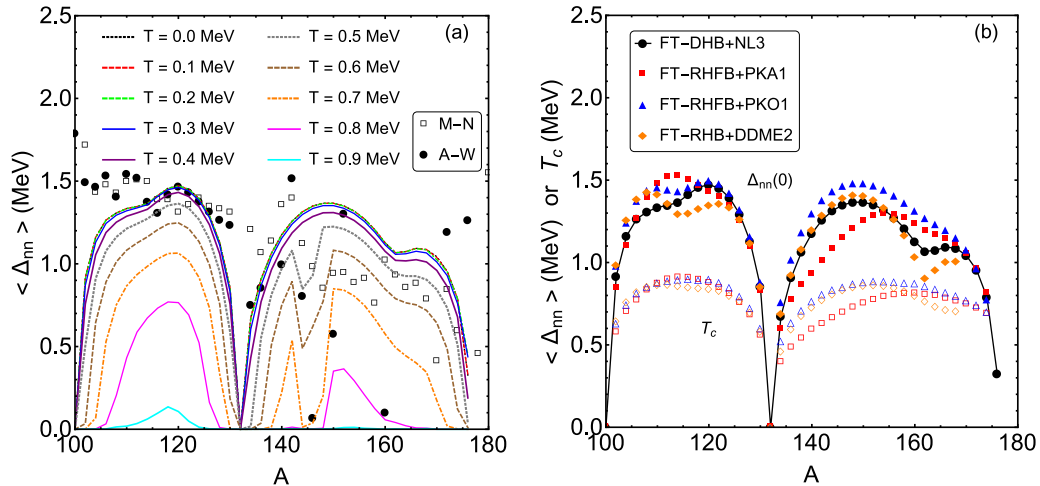 (a)
T = 0.0 MeV
T = 0.1 MeV
T = 0.2 MeV
T = 0.3 MeV
T = 0.4 MeV
T = 0.5 MeV
T = 0.6 MeV
T = 0.7 MeV
T = 0.8 MeV
T = 0.9 MeV
M−N
A−W
< Δnn > (MeV)
2.5
2.0
1.5
1.0
0.5
0.0
100
120
140
160
180
A
(b)
FT−DHB+NL3
FT−RHFB+PKA1
FT−RHFB+PKO1
FT−RHB+DDME2
Δnn(0)
Tc
< Δnn > (MeV) or Tc (MeV)
2.5
2.0
1.5
1.0
0.5
0.0
100
120
140
160
180
A